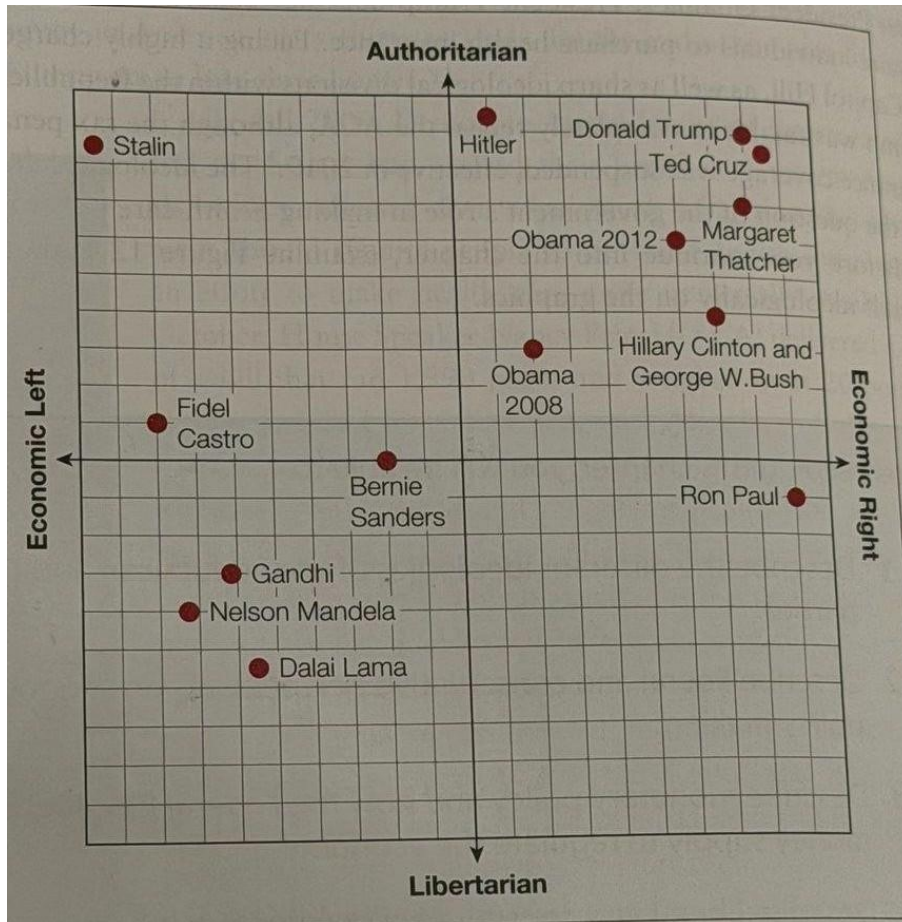 Authoritarian
Stalin
Hitler
Donald Trump
Ted Cruz
Obama 2012
Margaret
Thatcher
Hillary Clinton and
George W.Bush
Obama
2008
Economic Left
Economic Right
Fidel
Castro
Bernie
Sanders
Ron Paul
Gandhi
Nelson Mandela
Dalai Lama
Libertarian